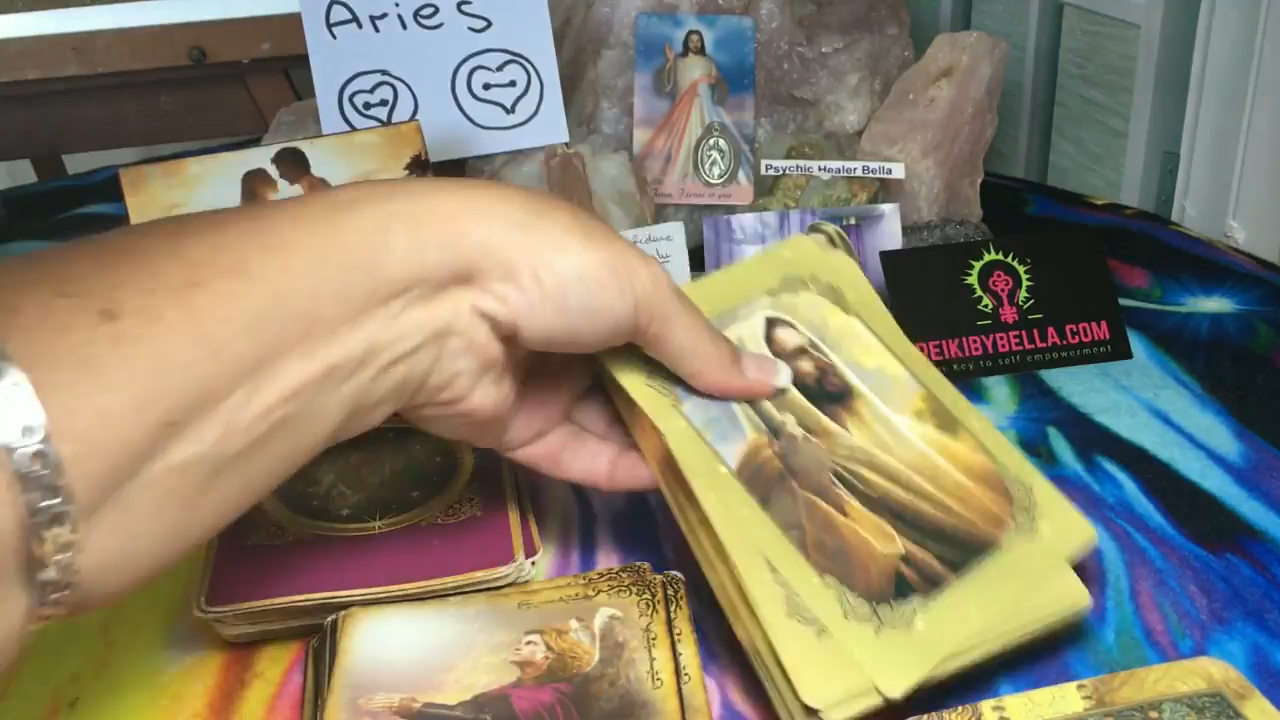 Aries
Psychic Healer Bella
REIKIBYBELLA.COM
Key to self empowerment